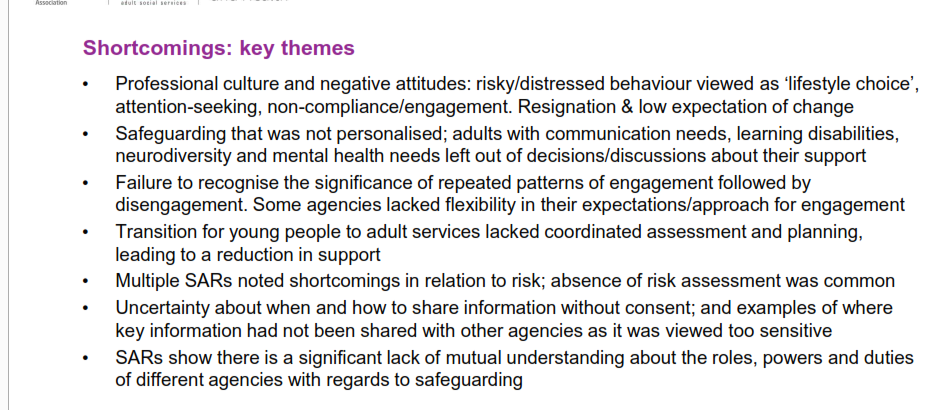 Association
adult social services
Shortcomings: key themes
• Professional culture and negative attitudes: risky/distressed behaviour viewed as ‘lifestyle choice’,
attention-seeking, non-compliance/engagement. Resignation & low expectation of change
• Safeguarding that was not personalised; adults with communication needs, learning disabilities,
neurodiversity and mental health needs left out of decisions/discussions about their support
• Failure to recognise the significance of repeated patterns of engagement followed by
disengagement. Some agencies lacked flexibility in their expectations/approach for engagement
• Transition for young people to adult services lacked coordinated assessment and planning,
leading to a reduction in support
• Multiple SARs noted shortcomings in relation to risk; absence of risk assessment was common
• Uncertainty about when and how to share information without consent; and examples of where
key information had not been shared with other agencies as it was viewed too sensitive
• SARs show there is a significant lack of mutual understanding about the roles, powers and duties
of different agencies with regards to safeguarding